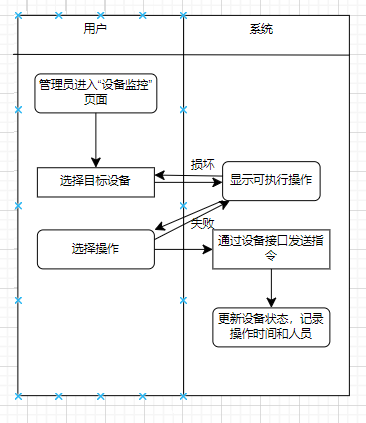 用户
系统
管理员进入“设备监控”
页面
损坏
选择目标设备
显示可执行操作
失败
选择操作
通过设备接口发送指
令
更新设备状态，记录
操作时间和人员